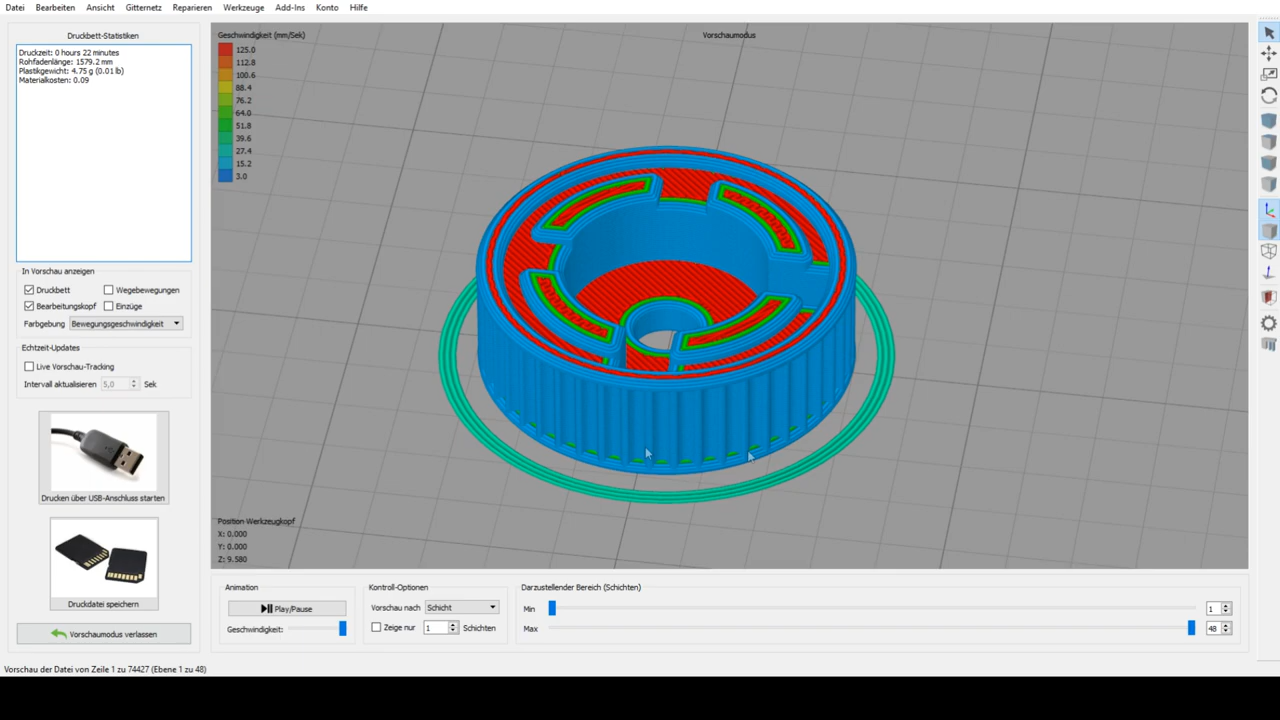 Datei Bearbeiten Ansicht Gitternetz Reparieren Werkzeuge Add-Ins Konto Hilfe
Druckbett-Statistiken
Druckzeit: 0 hours 22 minutes
Rohfadenlänge: 1579.2 mm
Plastikgewicht: 4.75 g (0.01 lb)
Materialkosten: 0.09
In Vorschau anzeigen
Druckbett Wegebewegungen
Bearbeitungskopf Einzüge
Farbgebung Bewegungsgeschwindigkeit
Echtzeit-Updates
Live Vorschau-Tracking
Intervall aktualisieren 5,0 Sek
Drucken über USB-Anschluss starten
Druckdatei speichern
Vorschaumodus verlassen
Geschwindigkeit (mm/Sek)
125.0
112.8
100.6
88.4
76.2
64.0
51.8
39.6
27.4
15.2
3.0
Vorschaumodus
Position Werkzeugkopf
X: 0.000
Y: 0.000
Z: 9.580
Animation
Play/Pause
Geschwindigkeit:
Kontroll-Optionen
Vorschau nach Schicht
Zeige nur 1 Schichten
Darzustellender Bereich (Schichten)
Min 1
Max 48
Vorschau der Datei von Zeile 1 zu 74427 (Ebene 1 zu 48)